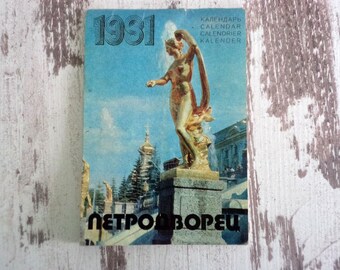 1981
КАЛЕНДАРЬ
CALENDAR
CALENDRIER
KALENDER
ПЕТРОДВОРЕЦ